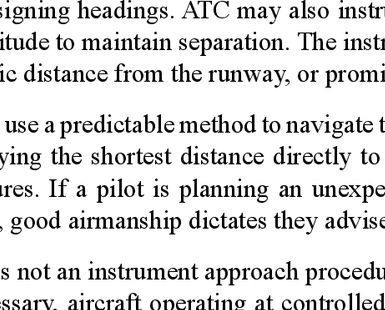 signing headings. ATC may also instru
itude to maintain separation. The instr
ic distance from the runway, or promi
use a predictable method to navigate t
ying the shortest distance directly to
ures. If a pilot is planning an unexpe
, good airmanship dictates they advise
s not an instrument approach procedu
essary, aircraft operating at controlled